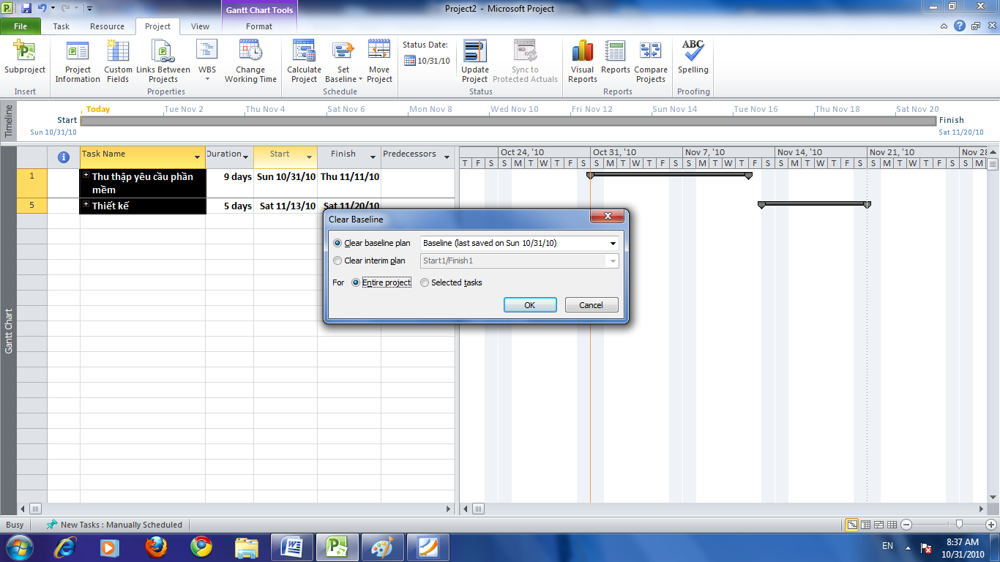 Gantt Chart Tools
Project2 - Microsoft Project
File Task Resource Project View Format
Subproject
Project Information
Custom Fields
Links Between Projects
WBS
Change Working Time
Calculate Project
Set Baseline
Move Project
Status Date:
10/31/10
Update Project
Sync to Protected Actuals
Visual Reports
Reports
Compare Projects
ABC
Spelling
Insert Properties Schedule Status Reports Proofing
Timeline
Today Tue Nov 2 Thu Nov 4 Sat Nov 6 Mon Nov 8 Wed Nov 10 Fri Nov 12 Sun Nov 14 Tue Nov 16 Thu Nov 18 Sat Nov 20
Start Finish
Sun 10/31/10 Sat 11/20/10
Task Name Duration Start Finish Predecessors
Oct 24, '10 Oct 31, '10 Nov 7, '10 Nov 14, '10 Nov 21, '10 Nov 28
T F S S M T W T F S S M T W T F S S M T W T F S S M T W T F S S M T W T F S S M
1 Thu thập yêu cầu phần 9 days Sun 10/31/10 Thu 11/11/10
mềm
5 Thiết kế 5 days Sat 11/13/10 Sat 11/20/10
Gantt Chart
Clear Baseline
Clear baseline plan Baseline (last saved on Sun 10/31/10)
Clear interim plan Start1/Finish1
For Entire project Selected tasks
OK Cancel
Busy New Tasks : Manually Scheduled
EN 8:37 AM
10/31/2010